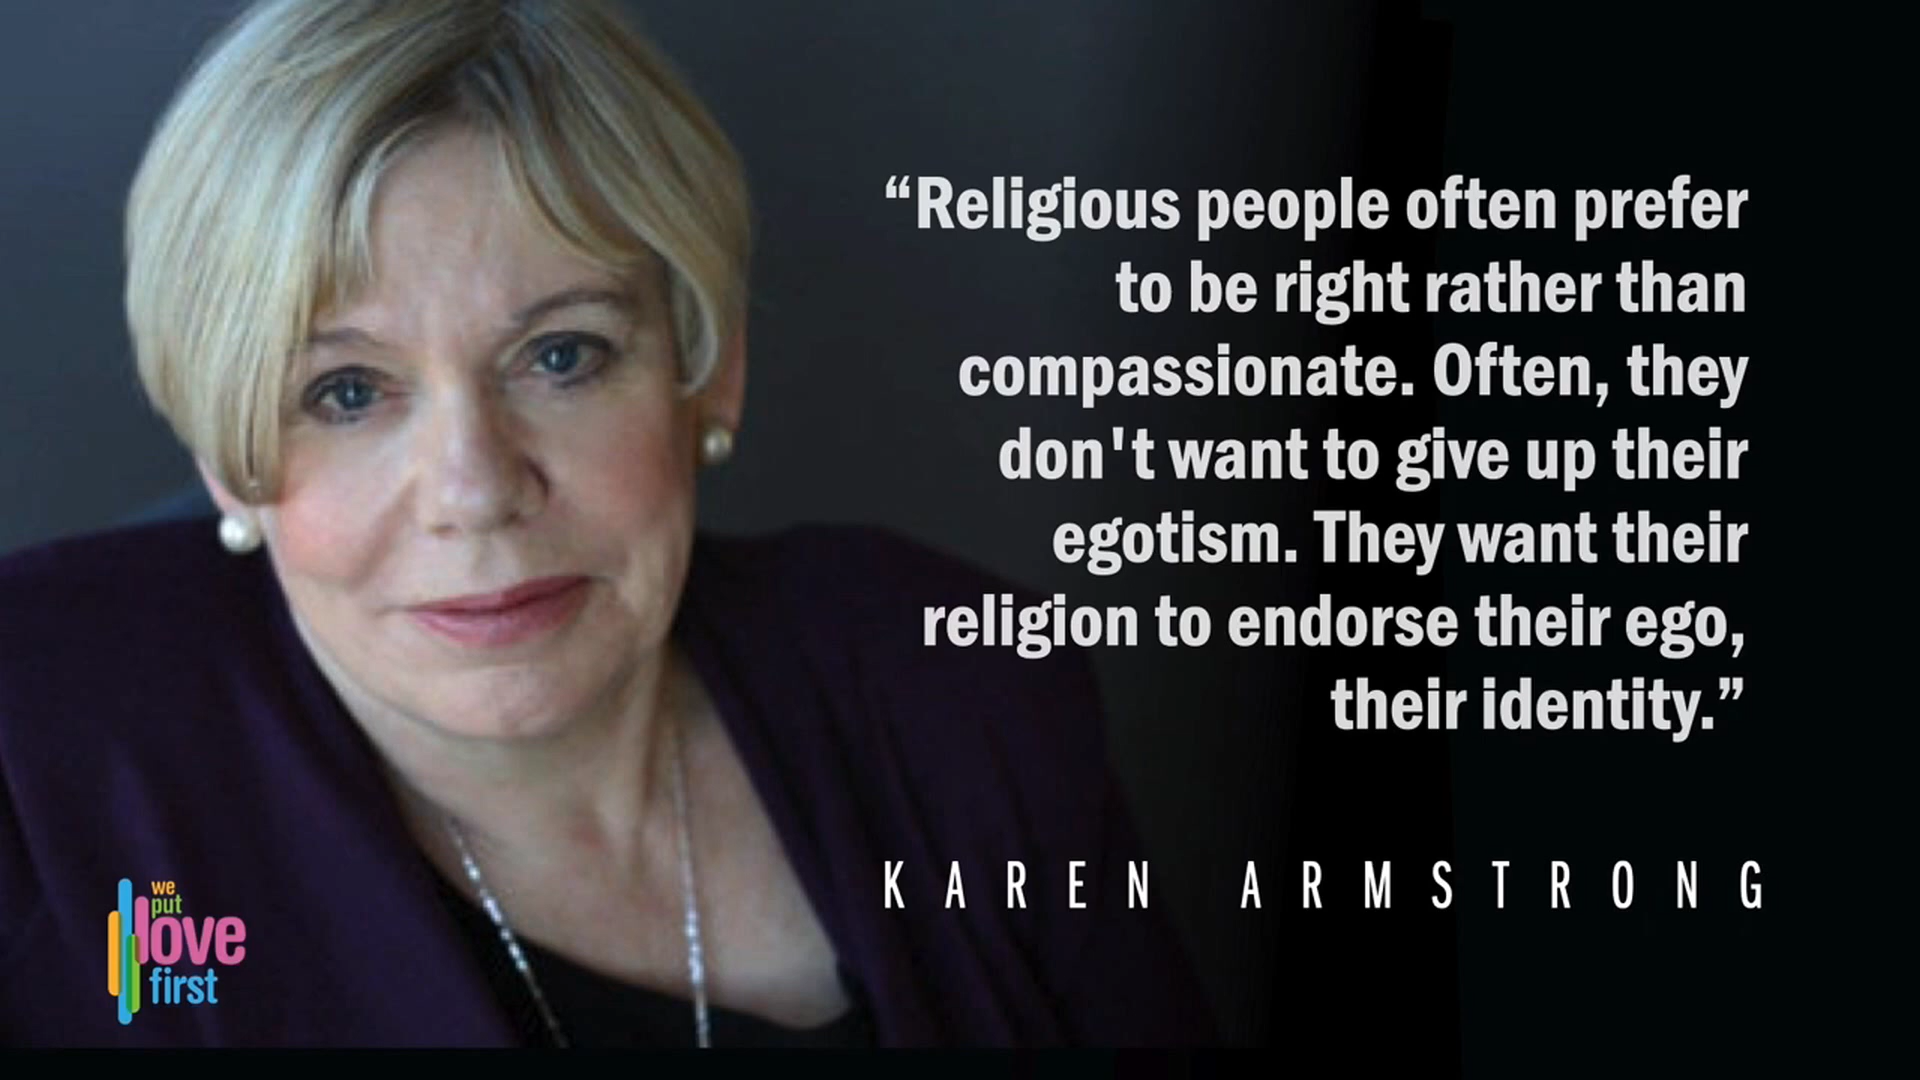 “Religious people often prefer
to be right rather than
compassionate. Often, they
don't want to give up their
egotism. They want their
religion to endorse their ego,
their identity.”
KAREN ARMSTRONG
we
put
love
first